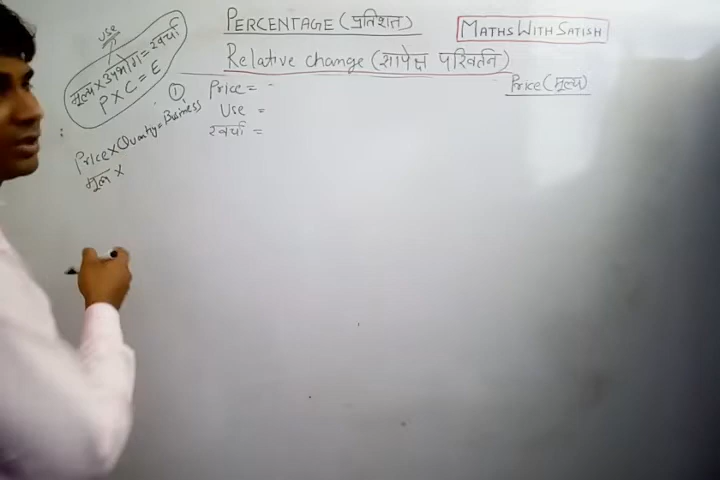 PERCENTAGE (प्रतिशत)
MATHS WITH SATISH
Relative change (सापेक्ष परिवर्तन)
Price (मूल्य)
use
मूल्य × उपभोग = खर्चा
P × C = E
① Price = -
Use =
खर्चा =
Price × Quantity = Business
मूल्य ×